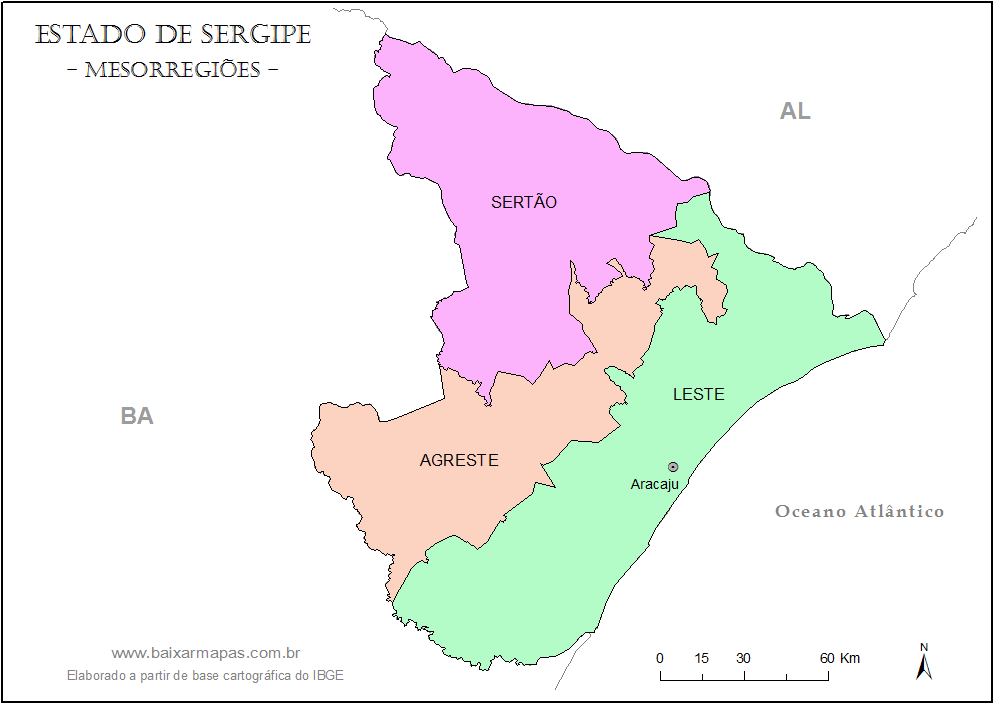 ESTADO DE SERGIPE
- MESORREGIÕES -
AL
SERTÃO
LESTE
BA
AGRESTE
Aracaju
Oceano Atlântico
www.baixarmapas.com.br
Elaborado a partir de base cartográfica do IBGE
0 15 30 60 Km
N